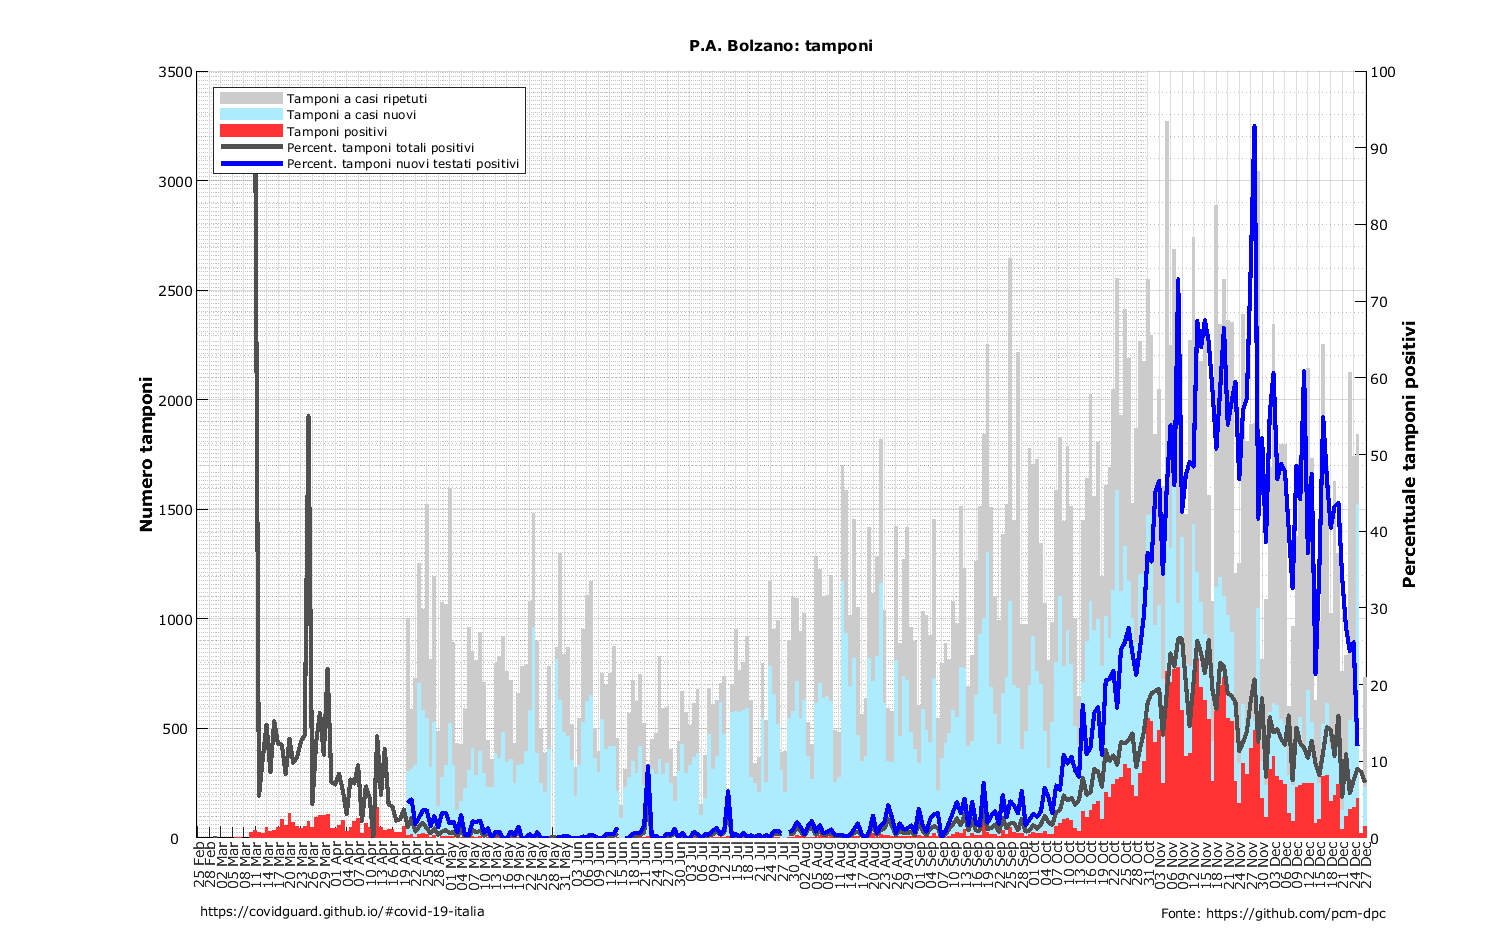 P.A. Bolzano: tamponi
Tamponi a casi ripetuti
Tamponi a casi nuovi
Tamponi positivi
Percent. tamponi totali positivi
Percent. tamponi nuovi testati positivi
Numero tamponi
3500
3000
2500
2000
1500
1000
500
0
Percentuale tamponi positivi
100
90
80
70
60
50
40
30
20
10
0
25 Feb
28 Feb
02 Mar
05 Mar
08 Mar
11 Mar
14 Mar
17 Mar
20 Mar
23 Mar
26 Mar
29 Mar
01 Apr
04 Apr
07 Apr
10 Apr
13 Apr
16 Apr
19 Apr
22 Apr
25 Apr
28 Apr
01 May
04 May
07 May
10 May
13 May
16 May
19 May
22 May
25 May
28 May
31 May
03 Jun
06 Jun
09 Jun
12 Jun
15 Jun
18 Jun
21 Jun
24 Jun
27 Jun
30 Jun
03 Jul
06 Jul
09 Jul
12 Jul
15 Jul
18 Jul
21 Jul
24 Jul
27 Jul
30 Jul
02 Aug
05 Aug
08 Aug
11 Aug
14 Aug
17 Aug
20 Aug
23 Aug
26 Aug
29 Aug
01 Sep
04 Sep
07 Sep
10 Sep
13 Sep
16 Sep
19 Sep
22 Sep
25 Sep
28 Sep
01 Oct
04 Oct
07 Oct
10 Oct
13 Oct
16 Oct
19 Oct
22 Oct
25 Oct
28 Oct
31 Oct
03 Nov
06 Nov
09 Nov
12 Nov
15 Nov
18 Nov
21 Nov
24 Nov
27 Nov
30 Nov
03 Dec
06 Dec
09 Dec
12 Dec
15 Dec
18 Dec
21 Dec
24 Dec
27 Dec
https://covidguard.github.io/#covid-19-italia
Fonte: https://github.com/pcm-dpc